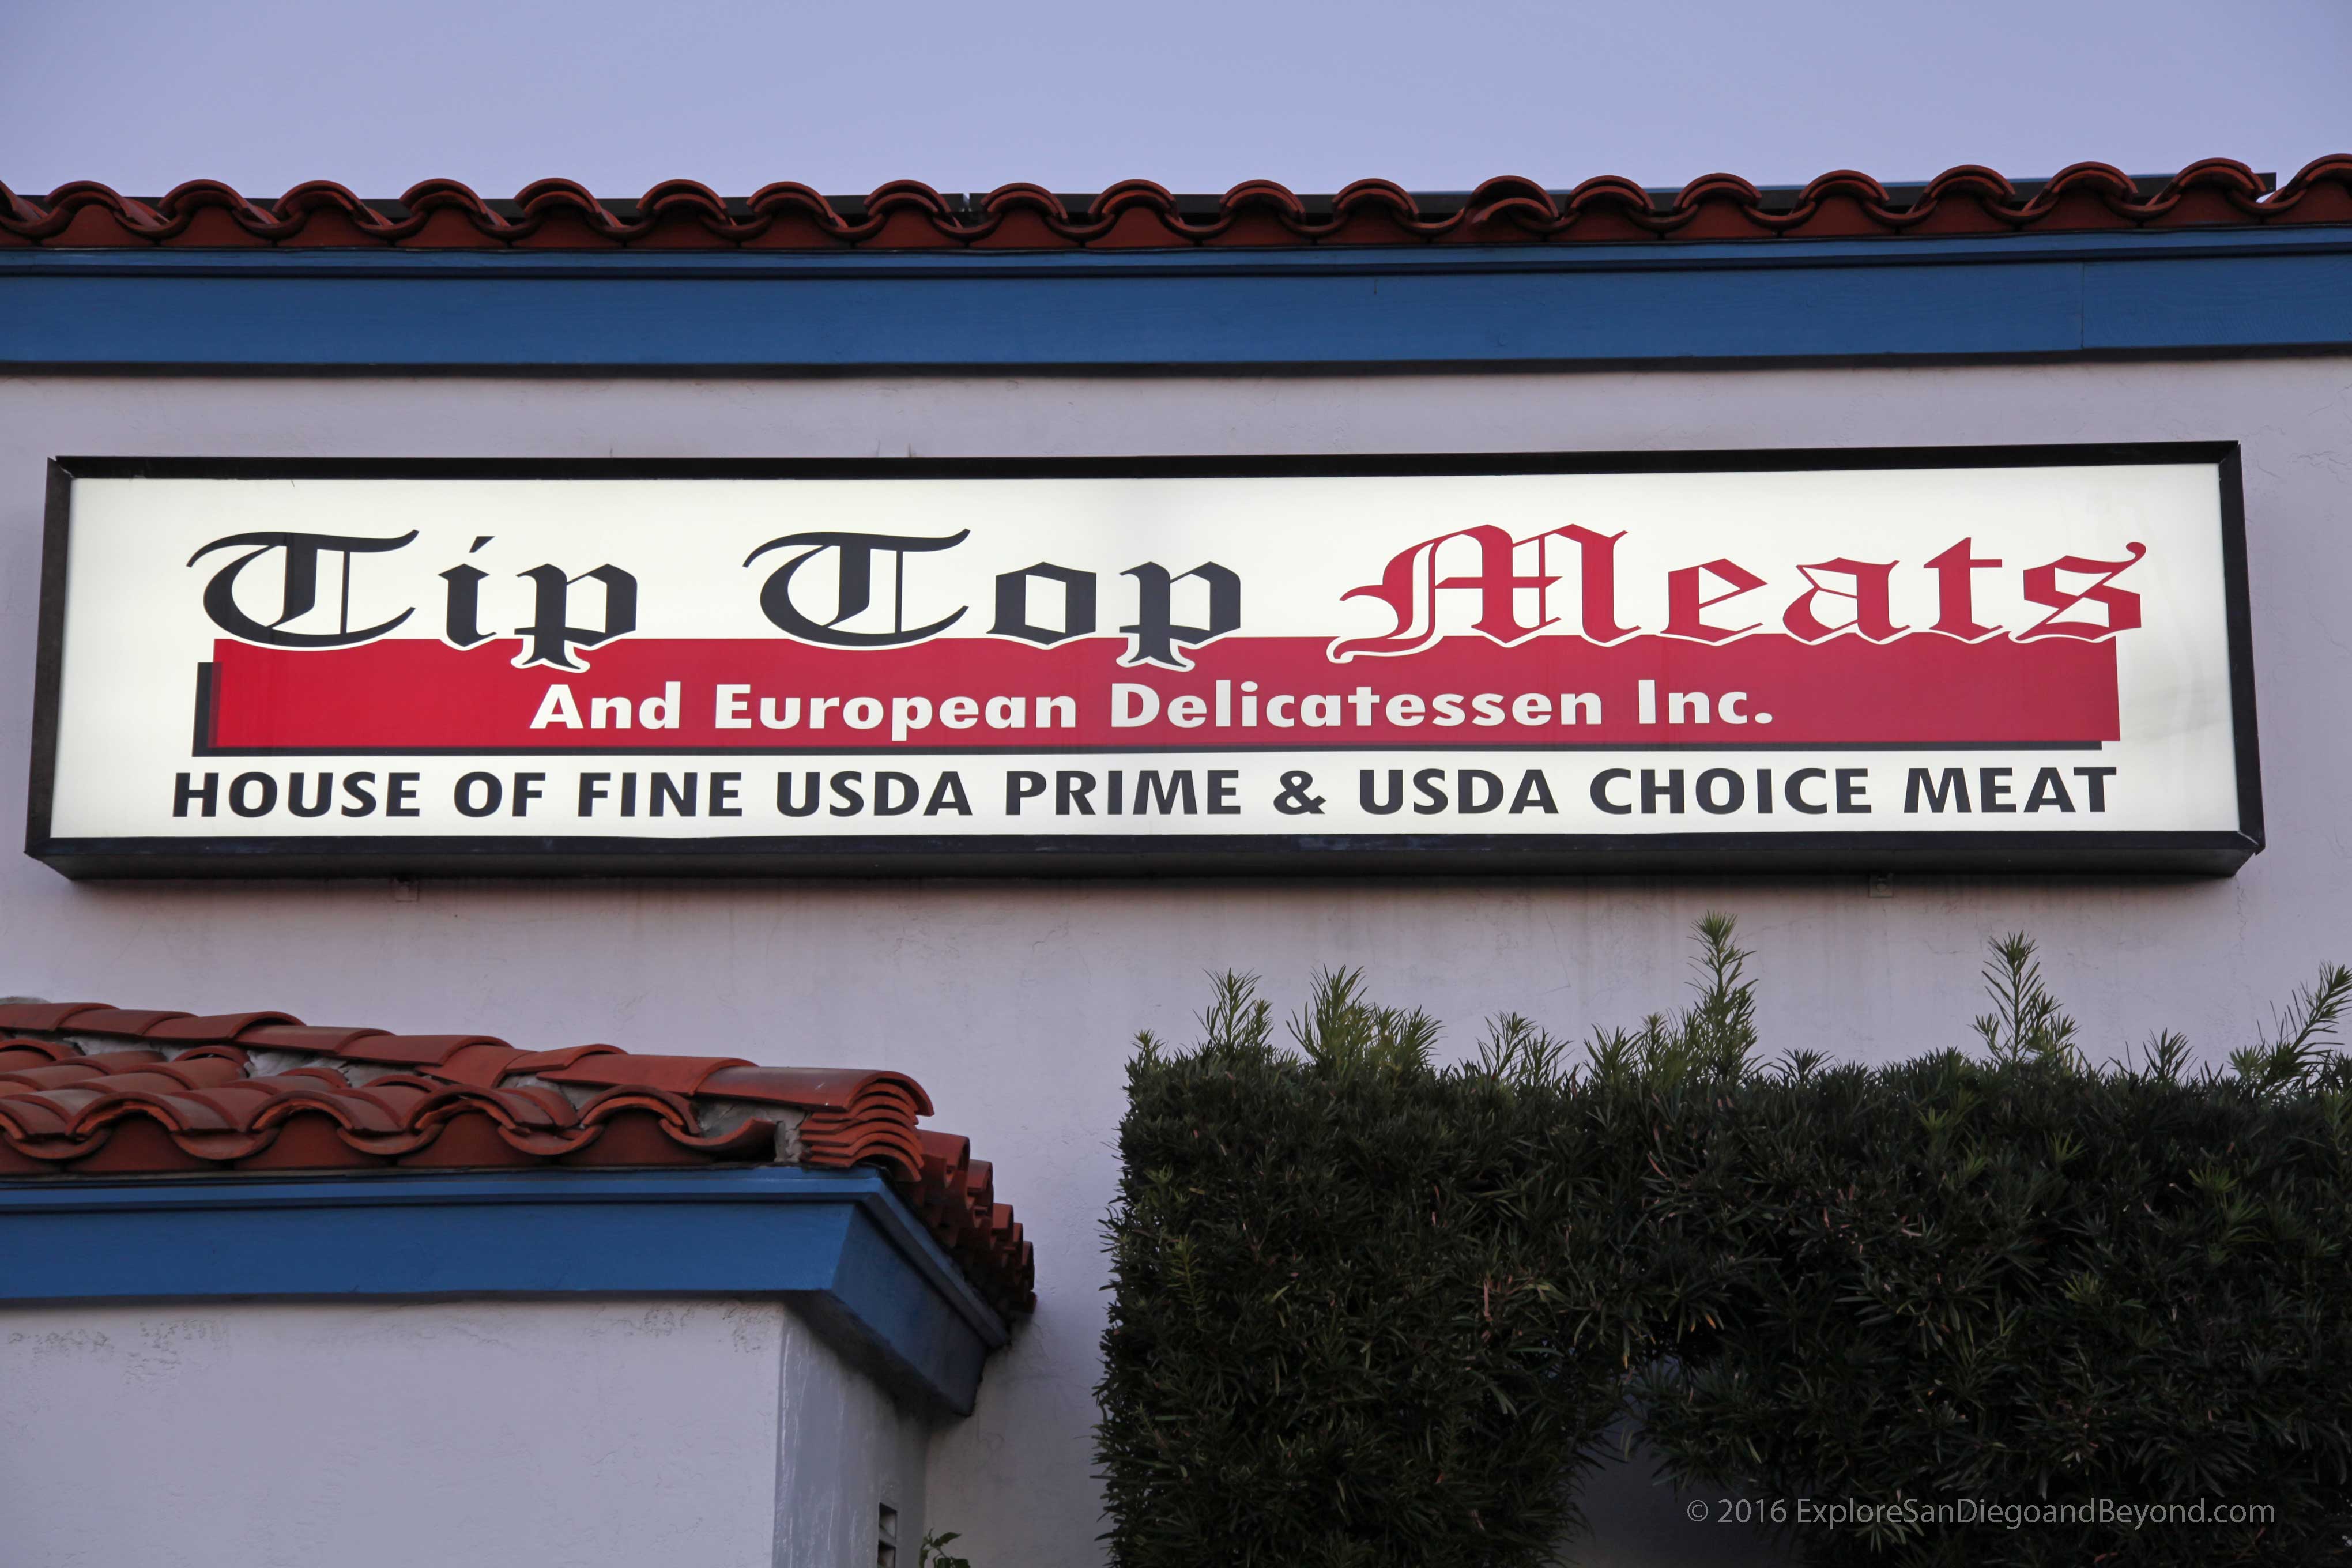 Tip Top Meats
And European Delicatessen Inc.
HOUSE OF FINE USDA PRIME & USDA CHOICE MEAT
© 2016 ExploreSanDiegoandBeyond.com